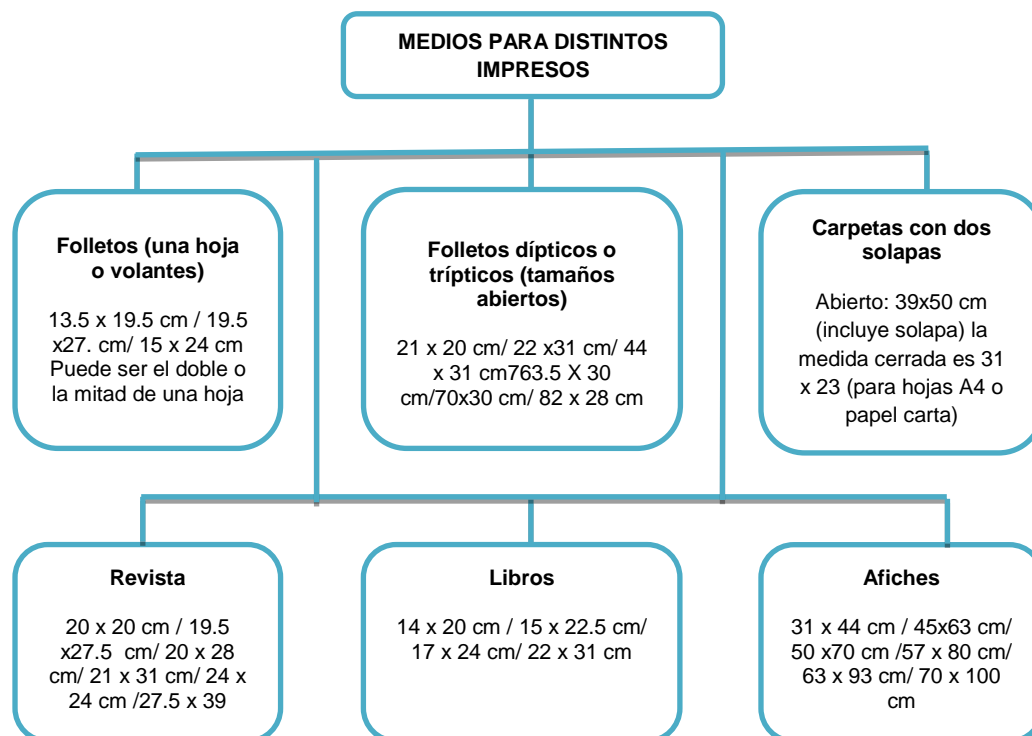 MEDIOS PARA DISTINTOS
IMPRESOS
Folletos (una hoja
o volantes)
13.5 x 19.5 cm / 19.5
x27. cm/ 15 x 24 cm
Puede ser el doble o
la mitad de una hoja
Folletos dípticos o
trípticos (tamaños
abiertos)
21 x 20 cm/ 22 x31 cm/ 44
x 31 cm763.5 X 30
cm/70x30 cm/ 82 x 28 cm
Carpetas con dos
solapas
Abierto: 39x50 cm
(incluye solapa) la
medida cerrada es 31
x 23 (para hojas A4 o
papel carta)
Revista
20 x 20 cm / 19.5
x27.5 cm/ 20 x 28
cm/ 21 x 31 cm/ 24 x
24 cm /27.5 x 39
Libros
14 x 20 cm / 15 x 22.5 cm/
17 x 24 cm/ 22 x 31 cm
Afiches
31 x 44 cm / 45x63 cm/
50 x70 cm /57 x 80 cm/
63 x 93 cm/ 70 x 100
cm